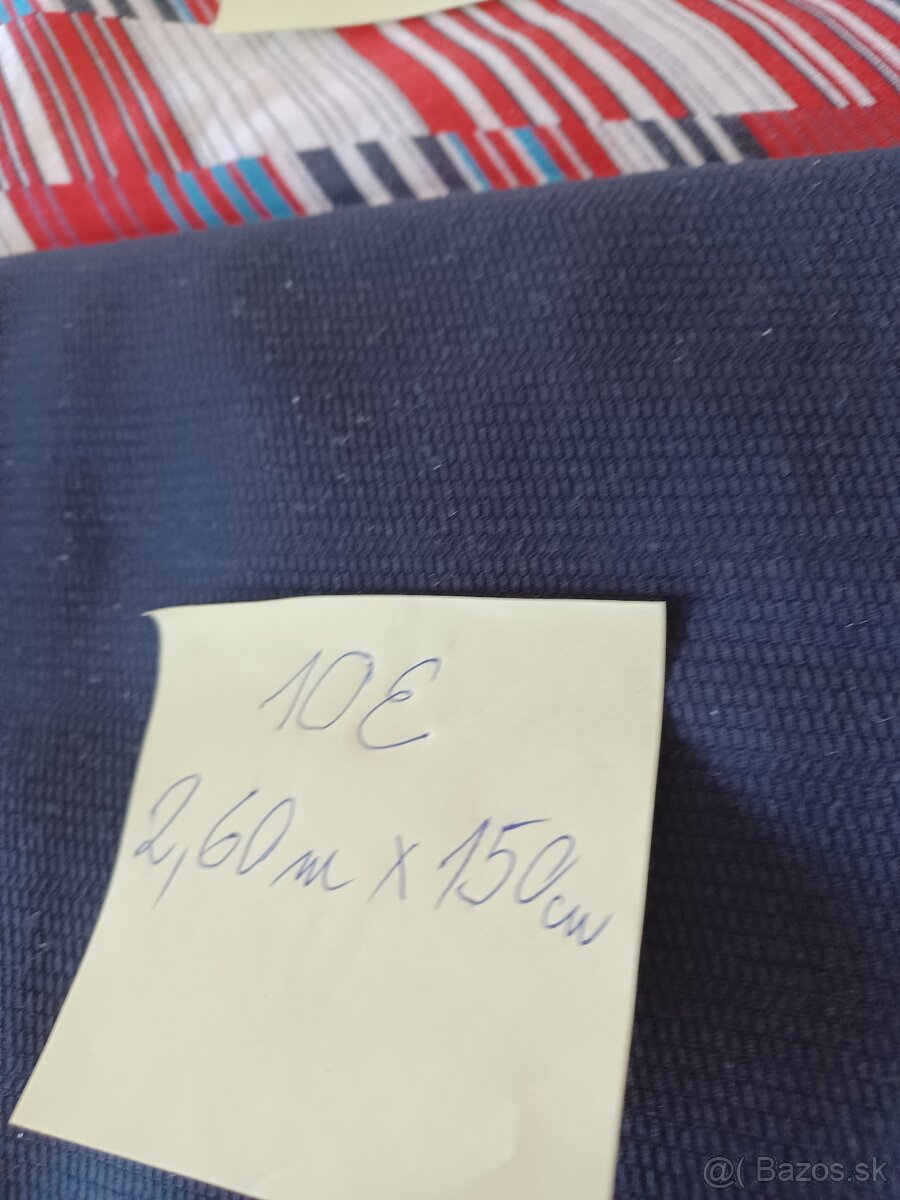 10€
2,60m x 150cm
@( Bazos.sk